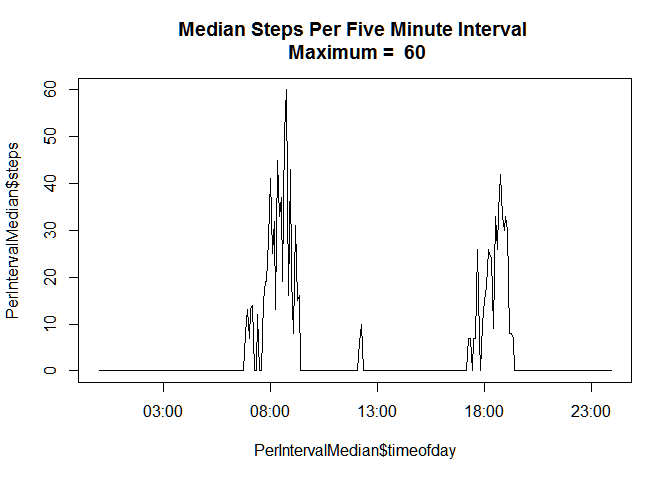 Median Steps Per Five Minute Interval
Maximum =  60
PerIntervalMedian$steps
60
50
40
30
20
10
0
03:00 08:00 13:00 18:00 23:00
PerIntervalMedian$timeofday